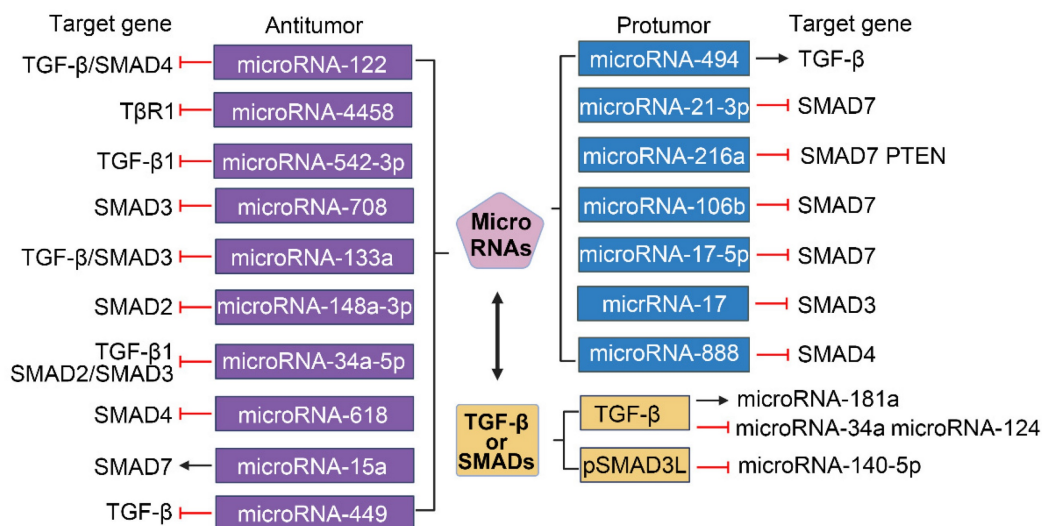 Target gene
Antitumor
TGF-β/SMAD4
microRNA-122
TβR1
microRNA-4458
TGF-β1
microRNA-542-3p
SMAD3
microRNA-708
TGF-β/SMAD3
microRNA-133a
SMAD2
microRNA-148a-3p
TGF-β1
SMAD2/SMAD3
microRNA-34a-5p
SMAD4
microRNA-618
SMAD7
microRNA-15a
TGF-β
microRNA-449
Micro
RNAs
TGF-β
or
SMADs
Protumor
Target gene
microRNA-494
TGF-β
microRNA-21-3p
SMAD7
microRNA-216a
SMAD7 PTEN
microRNA-106b
SMAD7
microRNA-17-5p
SMAD7
micrRNA-17
SMAD3
microRNA-888
SMAD4
TGF-β
microRNA-181a
microRNA-34a microRNA-124
pSMAD3L
microRNA-140-5p